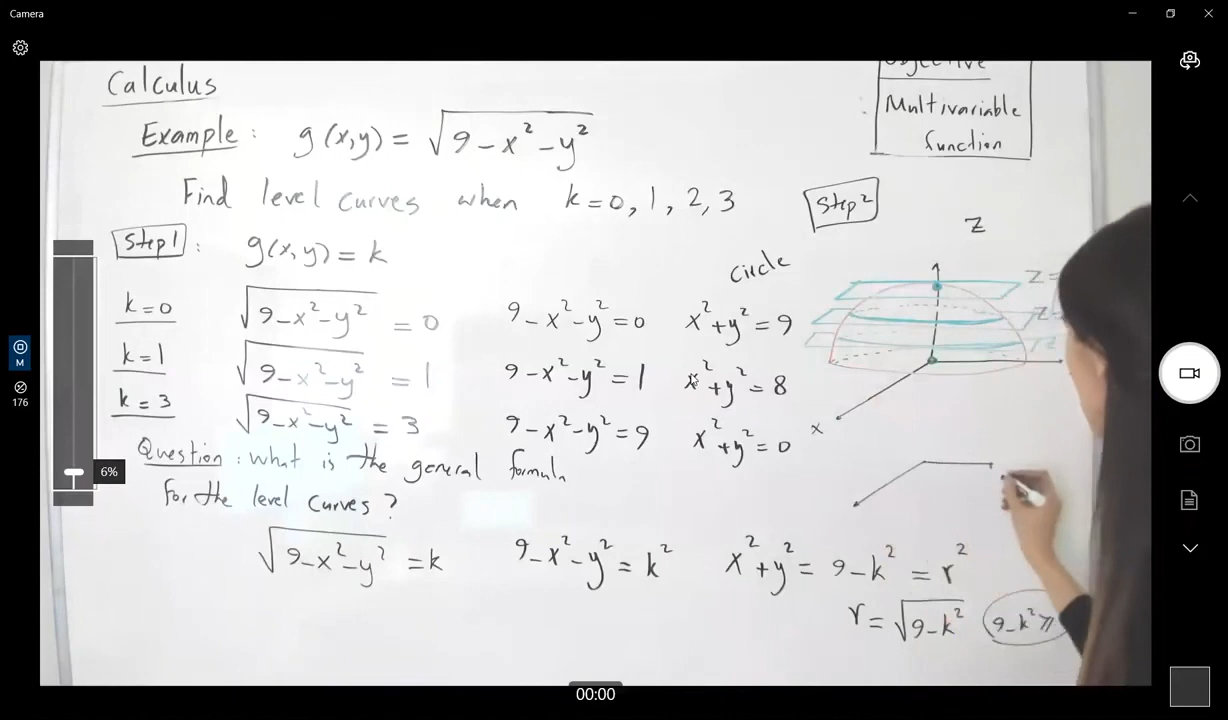 Camera
Calculus
Objective
Multivariable
function
Example : g(x,y) = √9-x²-y²
Find level curves when k=0, 1, 2, 3
Step 2
Step 1 : g(x,y) = k
z
circle
k=0 √9-x²-y² = 0 9-x²-y²=0 x²+y²=9
z=
k=1 √9-x²-y² = 1 9-x²-y²=1 x²+y²=8
z=
k=3 √9-x²-y² = 3 9-x²-y²=9 x²+y²=0
x
M
176
6%
Question : what is the general formula
for the level curves?
√9-x²-y² = k 9-x²-y² = k² x²+y² = 9-k² = r²
r = √9-k² 9-k²
00:00